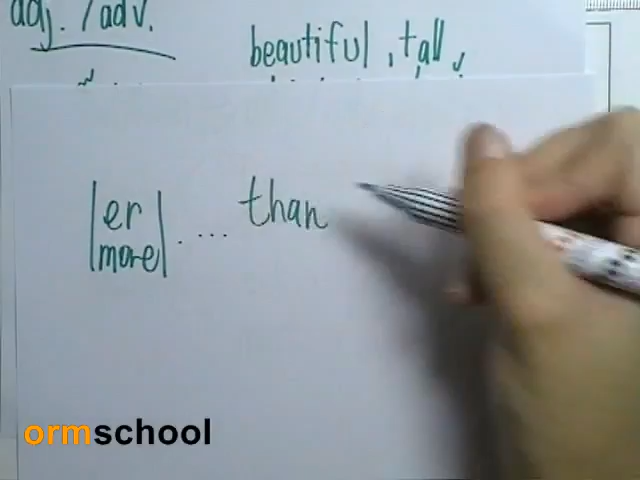 adj. / adv.
beautiful, tall,
er
more .... than
ormschool